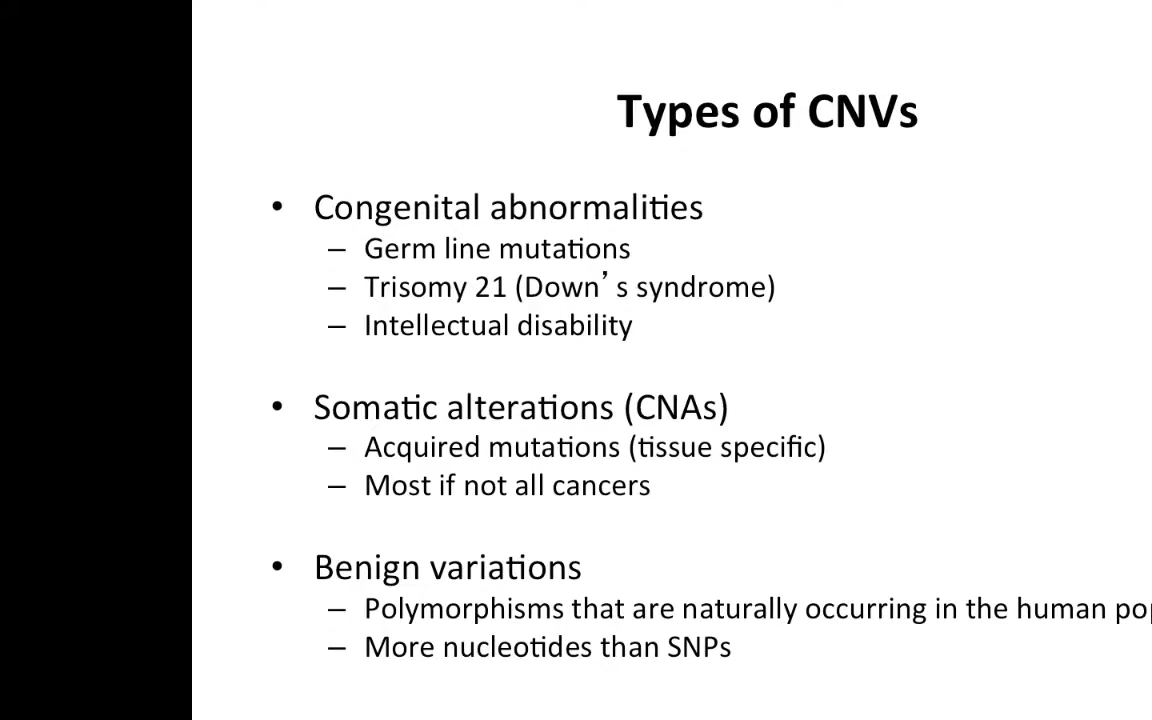 Types of CNVs
• Congenital abnormalities
– Germ line mutations
– Trisomy 21 (Down’s syndrome)
– Intellectual disability
• Somatic alterations (CNAs)
– Acquired mutations (tissue specific)
– Most if not all cancers
• Benign variations
– Polymorphisms that are naturally occurring in the human
– More nucleotides than SNPs